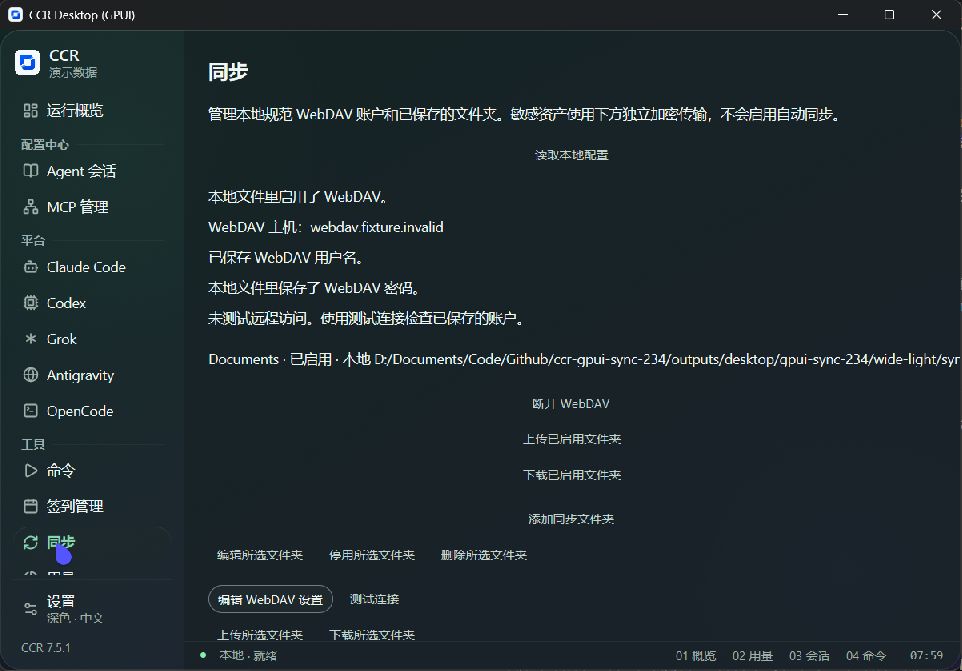 CCR Desktop (GPUI)
CCR
演示数据
运行概览
配置中心
Agent 会话
MCP 管理
平台
Claude Code
Codex
Grok
Antigravity
OpenCode
工具
命令
签到管理
同步
设置
深色 · 中文
CCR 7.5.1
同步
管理本地规范 WebDAV 账户和已保存的文件夹。敏感资产使用下方独立加密传输，不会启用自动同步。
读取本地配置
本地文件里启用了 WebDAV。
WebDAV 主机：webdav.fixture.invalid
已保存 WebDAV 用户名。
本地文件里保存了 WebDAV 密码。
未测试远程访问。使用测试连接检查已保存的账户。
Documents · 已启用 · 本地 D:/Documents/Code/Github/ccr-gpui-sync-234/outputs/desktop/gpui-sync-234/wide-light/syn
断开 WebDAV
上传已启用文件夹
下载已启用文件夹
添加同步文件夹
编辑所选文件夹 停用所选文件夹 删除所选文件夹
编辑 WebDAV 设置 测试连接
上传所选文件夹 下载所选文件夹
本地 · 就绪 01 概览 02 用量 03 会话 04 命令 07:59